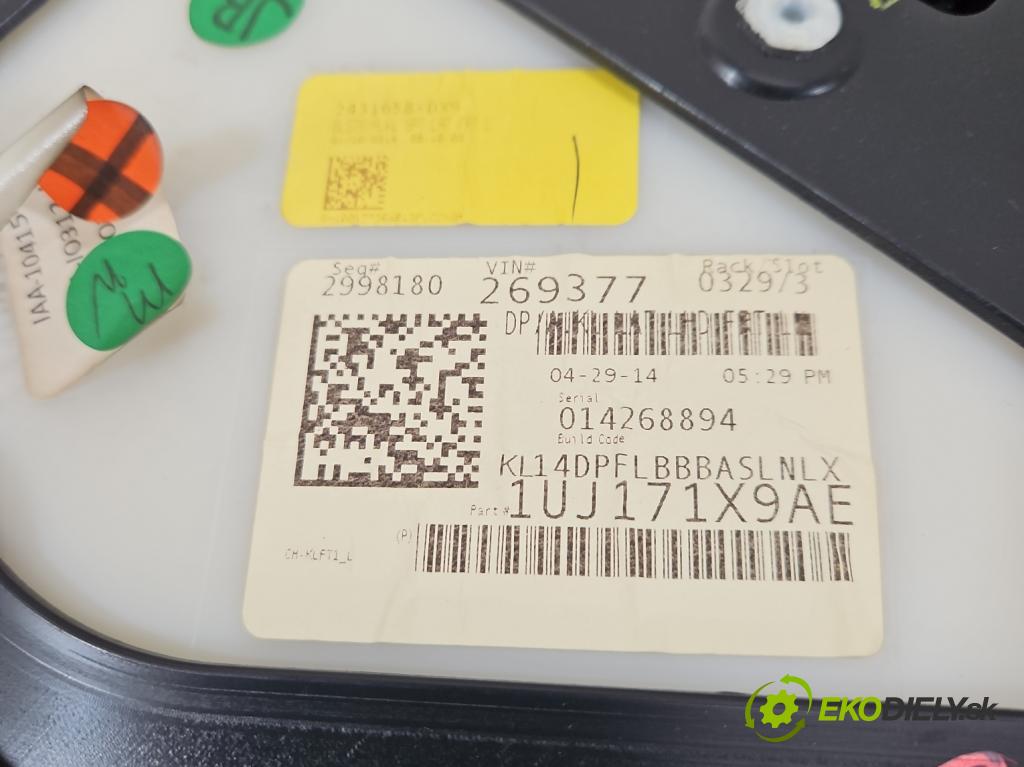 IAA-10415
Seq#
2998180
VIN#
269377
Rack/Slot
0329/3
04-29-14 05:29 PM
Serial
014268894
Build Code
KL14DPFLBBBASLNLX
Part# 1UJ171X9AE
(P)
CH-KLFT1_L
EKODIELY.sk